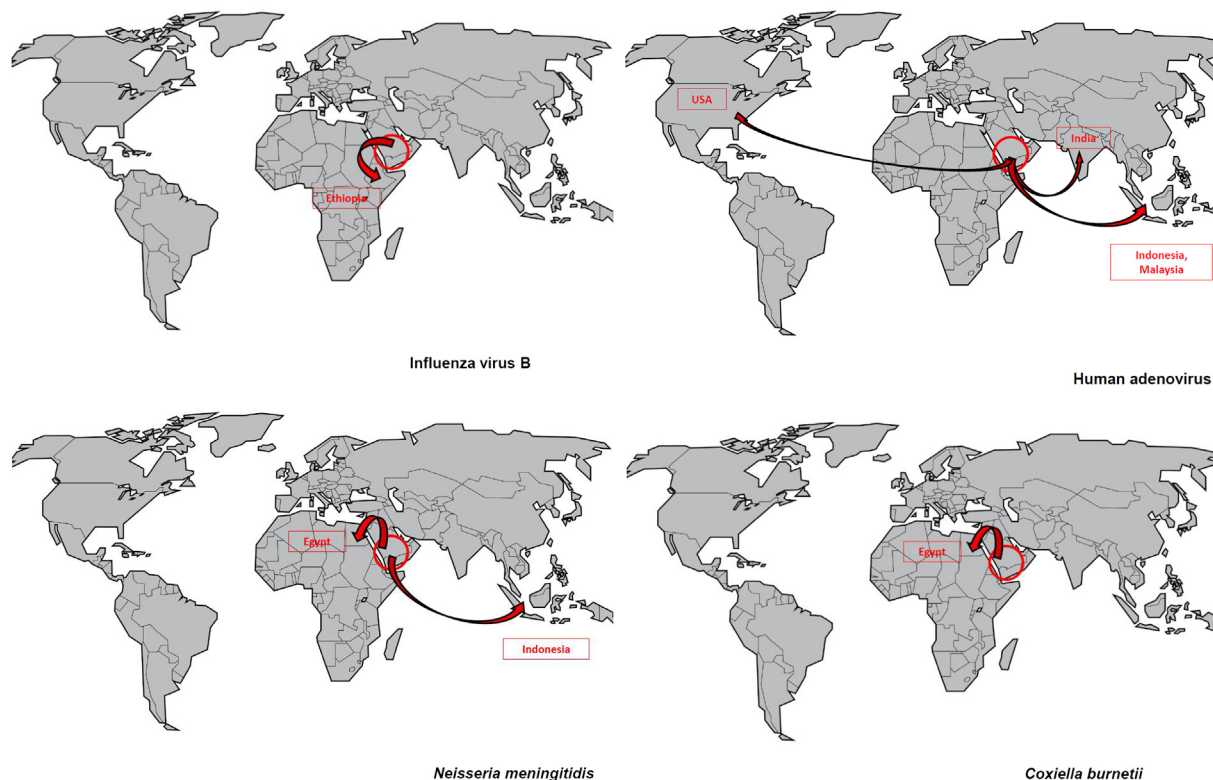 USA
India
Ethiopia
Indonesia,
Malaysia
Influenza virus B
Human adenovirus
Egypt
Egypt
Indonesia
Neisseria meningitidis
Coxiella burnetii